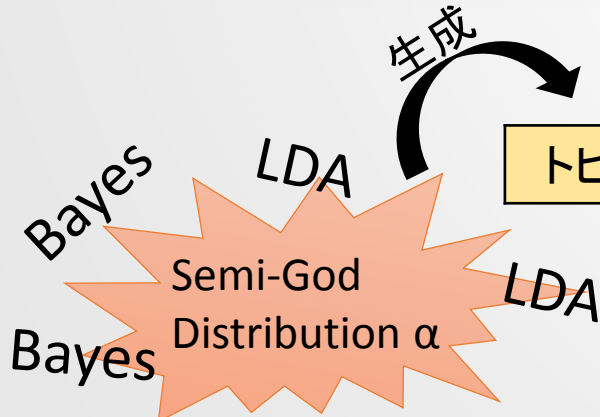 生成
LDA
トピ
Bayes
Semi-God
Distribution α
LDA
Bayes